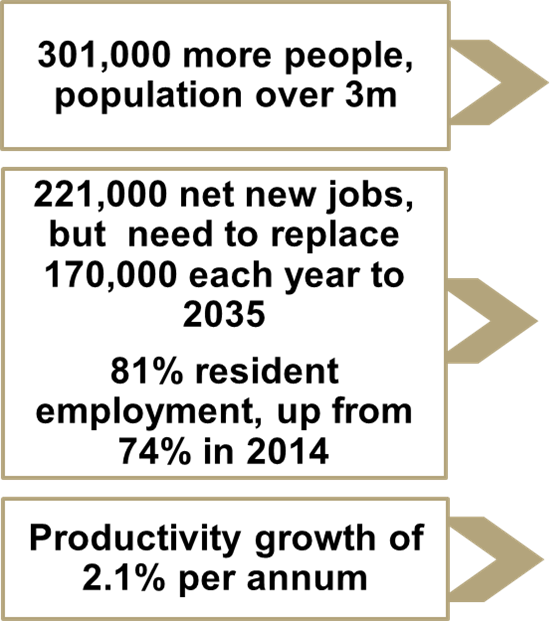 301,000 more people,
population over 3m
221,000 net new jobs,
but  need to replace
170,000 each year to
2035
81% resident
employment, up from
74% in 2014
Productivity growth of
2.1% per annum